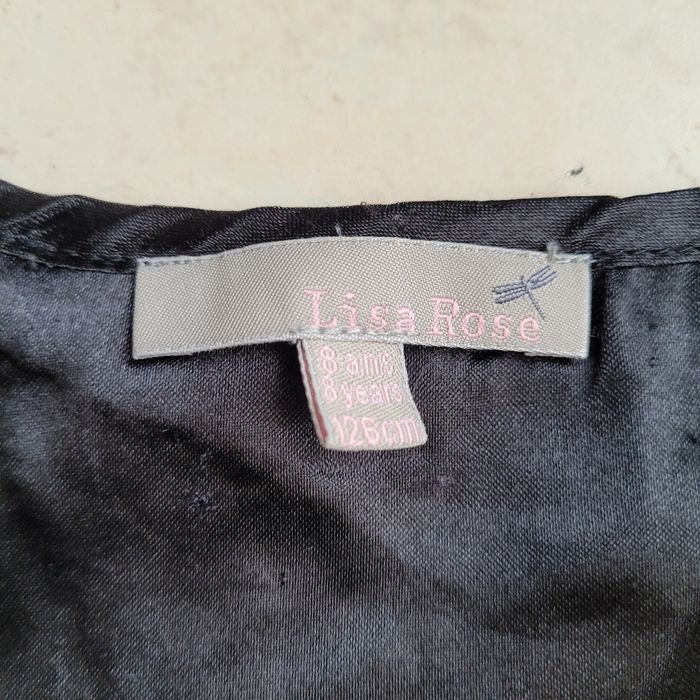 Lisa Rose
8 ans
8 years
126cm